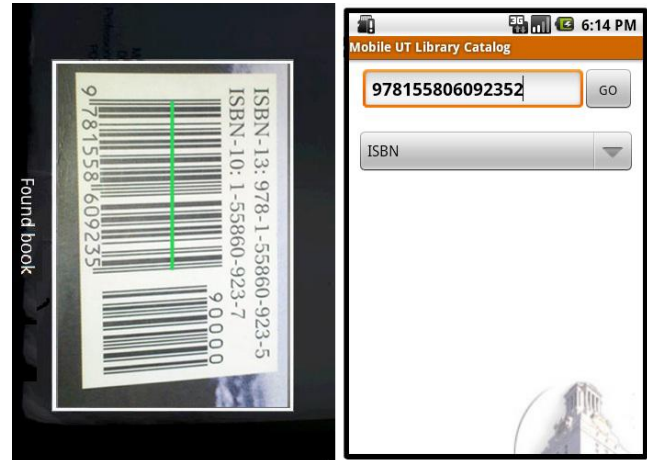 ISBN-13: 978-1-55860-923-5
ISBN-10: 1-55860-923-7
90000
9 781558 609235
Found book
3G
6:14 PM
Mobile UT Library Catalog
978155806092352
GO
ISBN